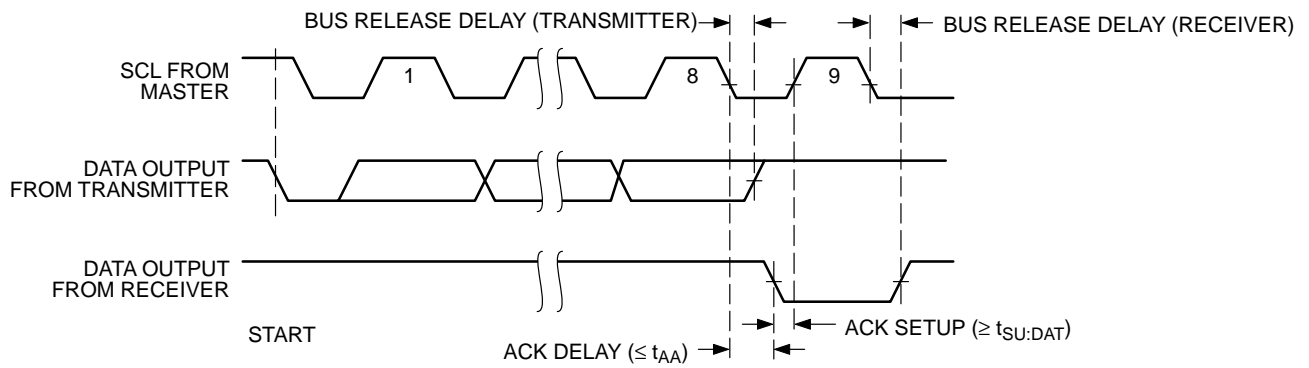 BUS RELEASE DELAY (TRANSMITTER)
BUS RELEASE DELAY (RECEIVER)
SCL FROM
MASTER
1
8
9
DATA OUTPUT
FROM TRANSMITTER
DATA OUTPUT
FROM RECEIVER
START
ACK SETUP (≥ tSU:DAT)
ACK DELAY (≤ tAA)